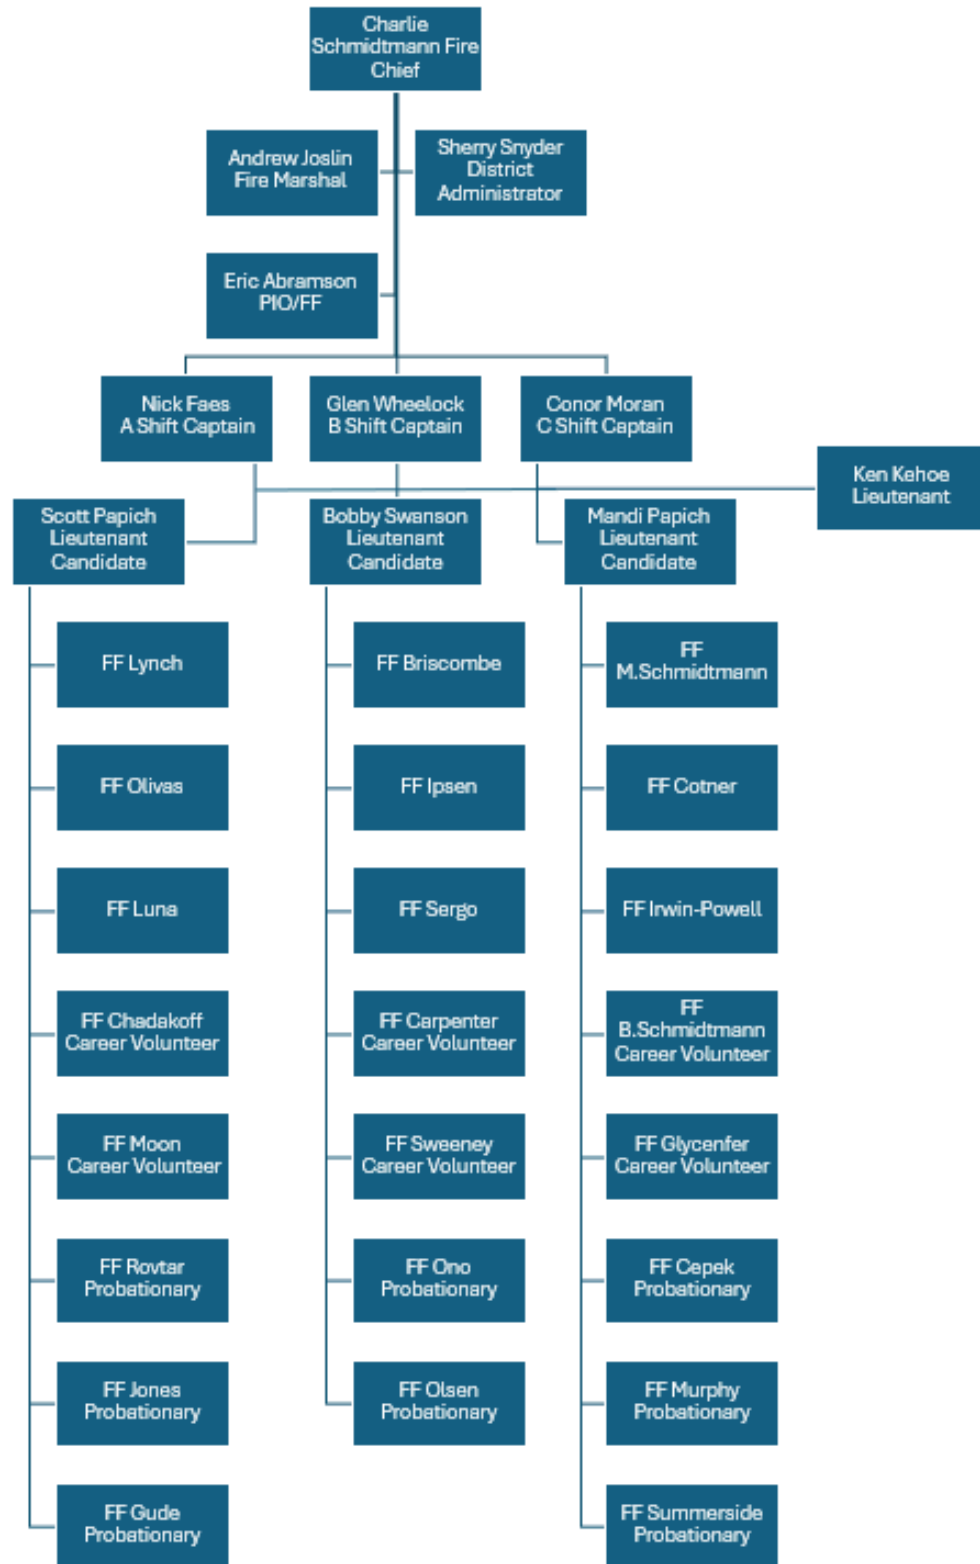 Charlie
Schmidtmann Fire
Chief
Andrew Joslin
Fire Marshal
Sherry Snyder
District
Administrator
Eric Abramson
PIO/FF
Nick Faes
A Shift Captain
Glen Wheelock
B Shift Captain
Conor Moran
C Shift Captain
Ken Kehoe
Lieutenant
Scott Papich
Lieutenant
Candidate
Bobby Swanson
Lieutenant
Candidate
Mandi Papich
Lieutenant
Candidate
FF Lynch
FF Olivas
FF Luna
FF Chadakoff
Career Volunteer
FF Moon
Career Volunteer
FF Rovtar
Probationary
FF Jones
Probationary
FF Gude
Probationary
FF Briscombe
FF Ipsen
FF Sergo
FF Carpenter
Career Volunteer
FF Sweeney
Career Volunteer
FF Ono
Probationary
FF Olsen
Probationary
FF
M.Schmidtmann
FF Cotner
FF Irwin-Powell
FF
B.Schmidtmann
Career Volunteer
FF Glycenfer
Career Volunteer
FF Cepek
Probationary
FF Murphy
Probationary
FF Summerside
Probationary